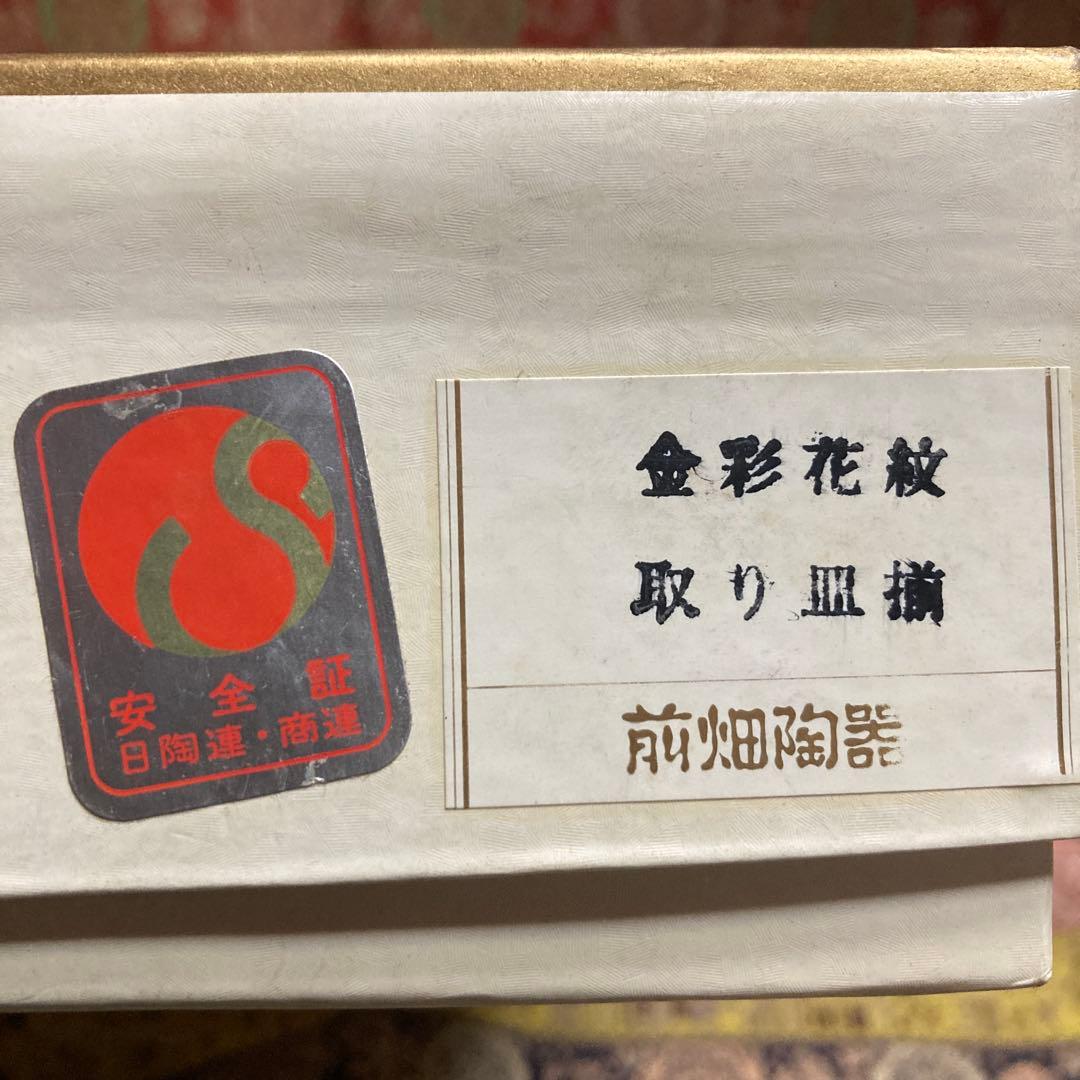 安全証
日陶連・商連
金彩花紋
取り皿揃
前畑陶器